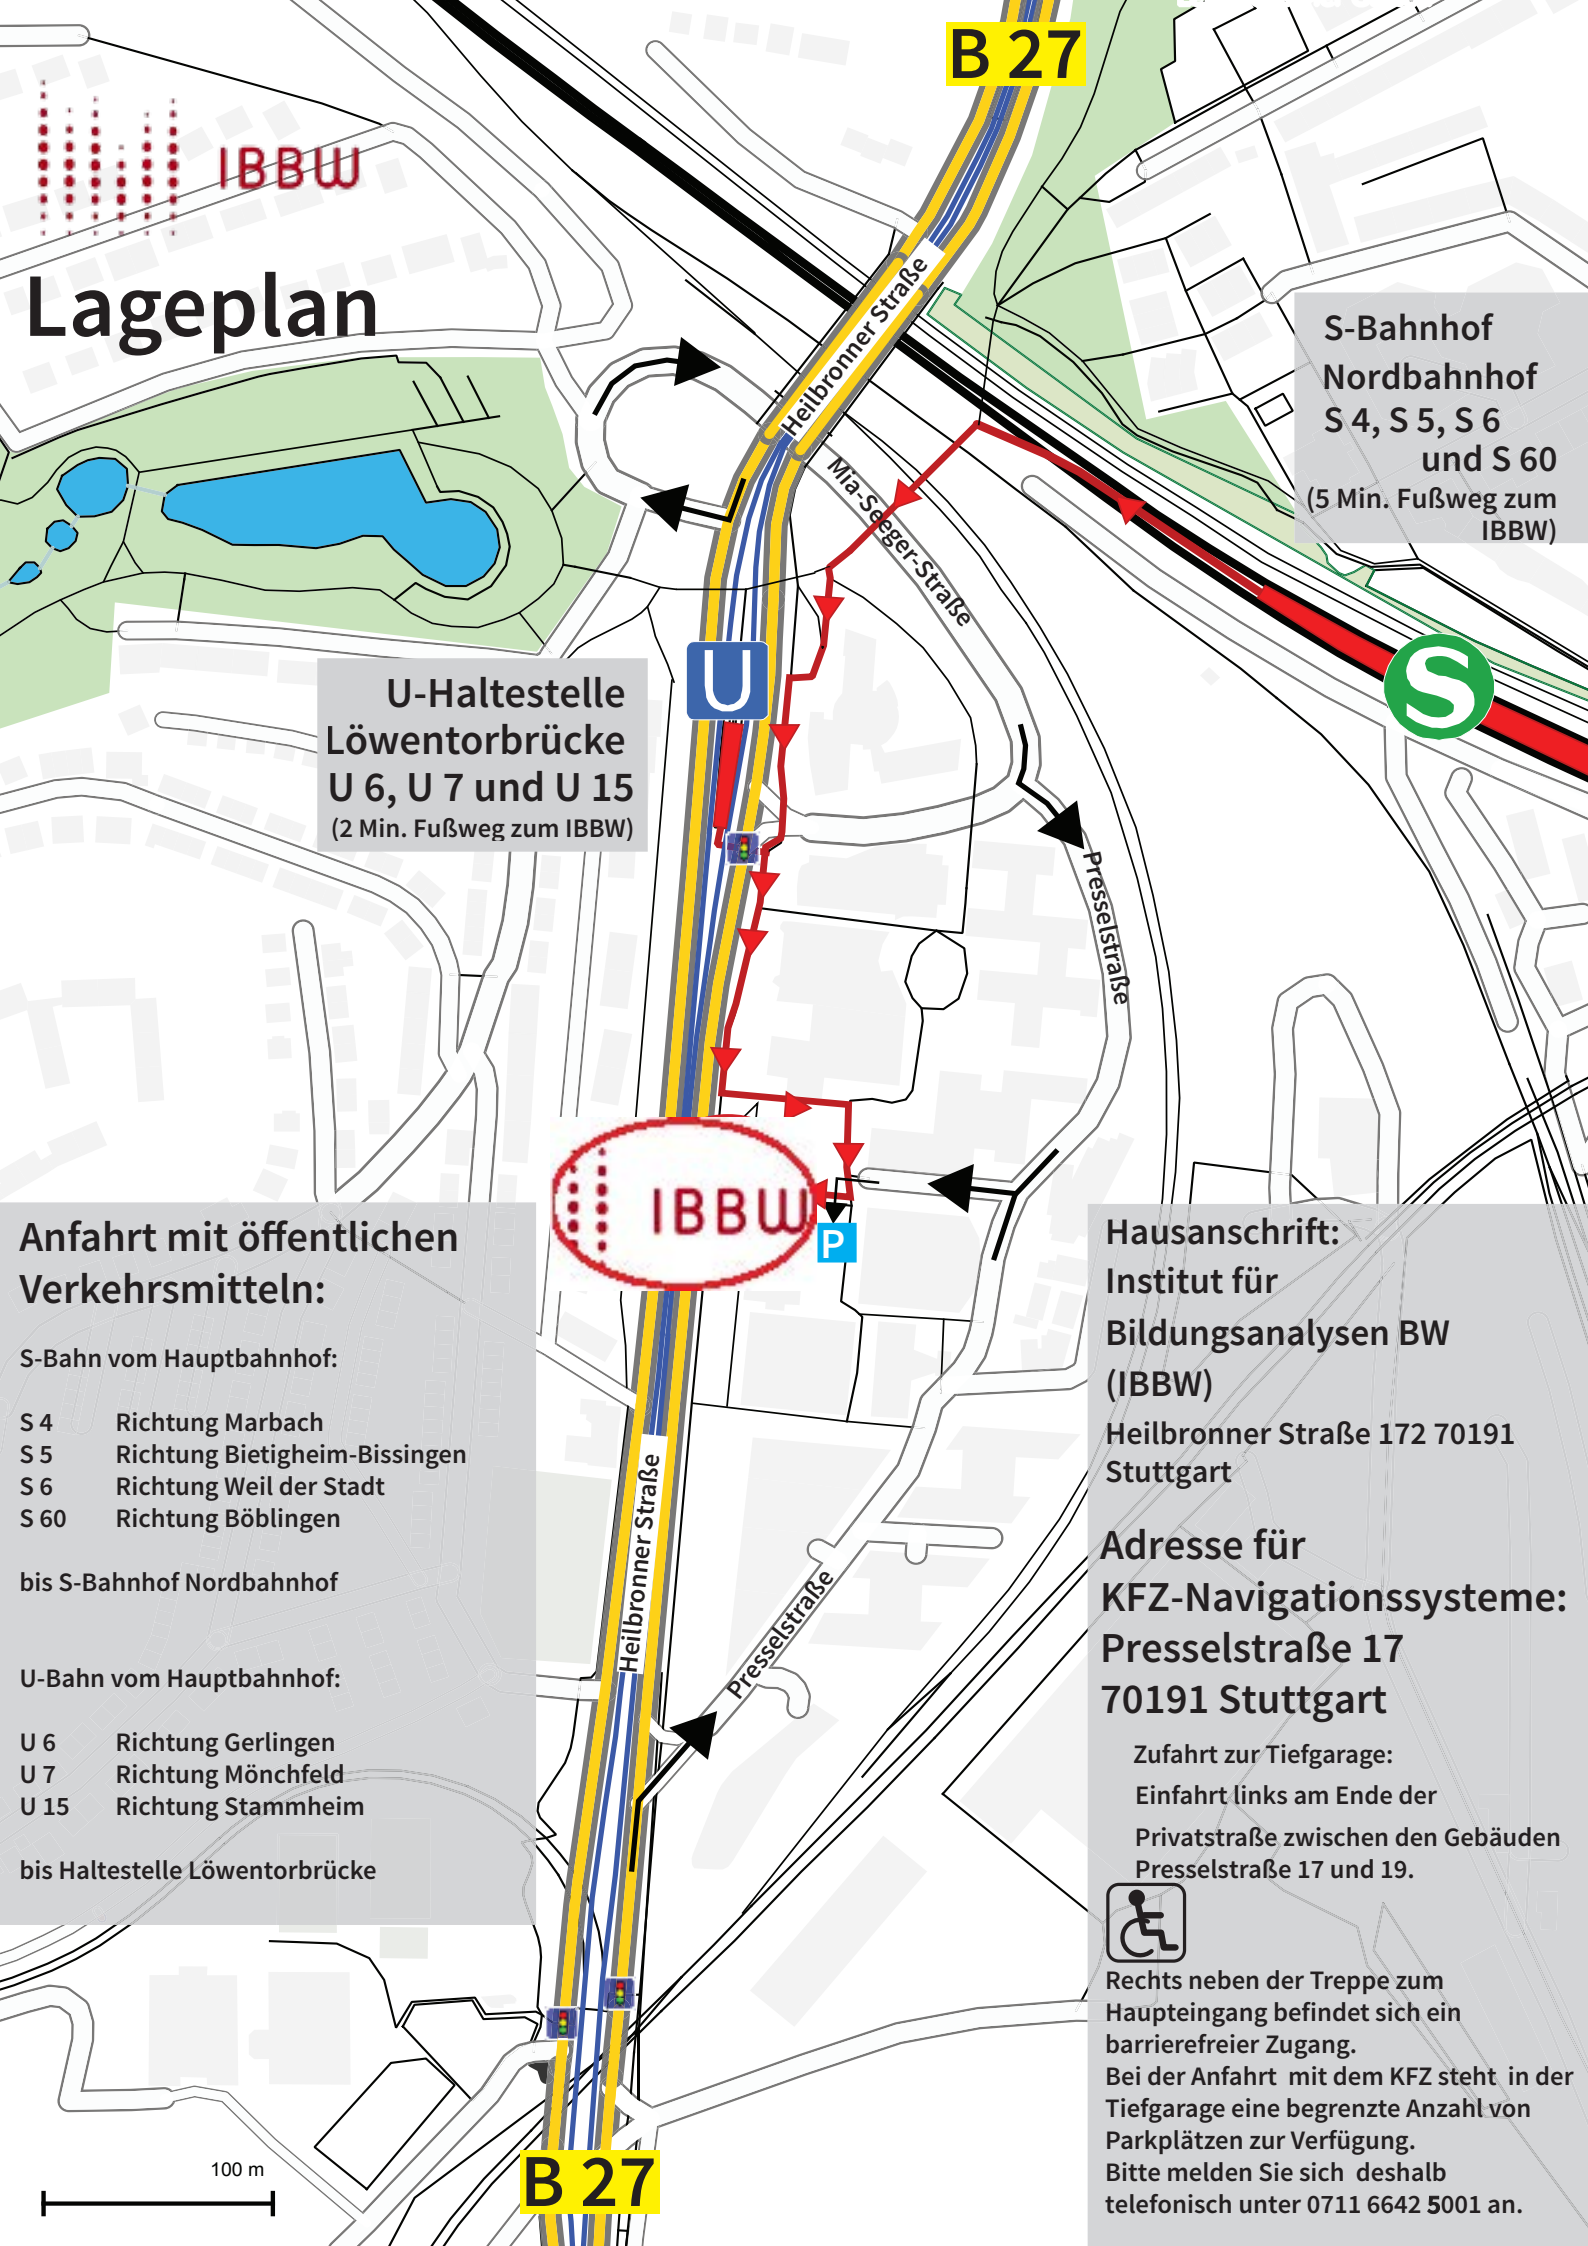 B 27
IBBW
Lageplan
Heilbronner Straße
S-Bahnhof
Nordbahnhof
S 4, S 5, S 6
und S 60
(5 Min. Fußweg zum
IBBW)
Mia-Seeger-Straße
S
U
U-Haltestelle
Löwentorbrücke
U 6, U 7 und U 15
(2 Min. Fußweg zum IBBW)
Presselstraße
IBBW
P
Anfahrt mit öffentlichen
Verkehrsmitteln:
S-Bahn vom Hauptbahnhof:
S 4 Richtung Marbach
S 5 Richtung Bietigheim-Bissingen
S 6 Richtung Weil der Stadt
S 60 Richtung Böblingen
bis S-Bahnhof Nordbahnhof
U-Bahn vom Hauptbahnhof:
U 6 Richtung Gerlingen
U 7 Richtung Mönchfeld
U 15 Richtung Stammheim
bis Haltestelle Löwentorbrücke
Heilbronner Straße
Presselstraße
Hausanschrift:
Institut für
Bildungsanalysen BW
(IBBW)
Heilbronner Straße 172 70191
Stuttgart
Adresse für
KFZ-Navigationssysteme:
Presselstraße 17
70191 Stuttgart
Zufahrt zur Tiefgarage:
Einfahrt links am Ende der
Privatstraße zwischen den Gebäuden
Presselstraße 17 und 19.
Rechts neben der Treppe zum
Haupteingang befindet sich ein
barrierefreier Zugang.
Bei der Anfahrt mit dem KFZ steht in der
Tiefgarage eine begrenzte Anzahl von
Parkplätzen zur Verfügung.
Bitte melden Sie sich deshalb
telefonisch unter 0711 6642 5001 an.
100 m
B 27